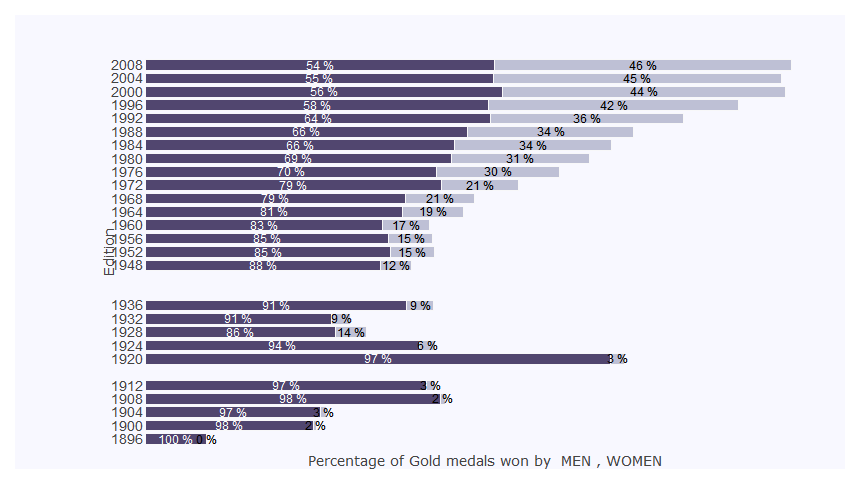 2008 54 % 46 %
2004 55 % 45 %
2000 56 % 44 %
1996 58 % 42 %
1992 64 % 36 %
1988 66 % 34 %
1984 66 % 34 %
1980 69 % 31 %
1976 70 % 30 %
1972 79 % 21 %
1968 79 % 21 %
1964 81 % 19 %
1960 83 % 17 %
1956 85 % 15 %
1952 85 % 15 %
1948 88 % 12 %
Edition
1936 91 % 9 %
1932 91 % 9 %
1928 86 % 14 %
1924 94 % 6 %
1920 97 % 3 %
1912 97 % 3 %
1908 98 % 2 %
1904 97 % 3 %
1900 98 % 2 %
1896 100 % 0 %
Percentage of Gold medals won by  MEN , WOMEN